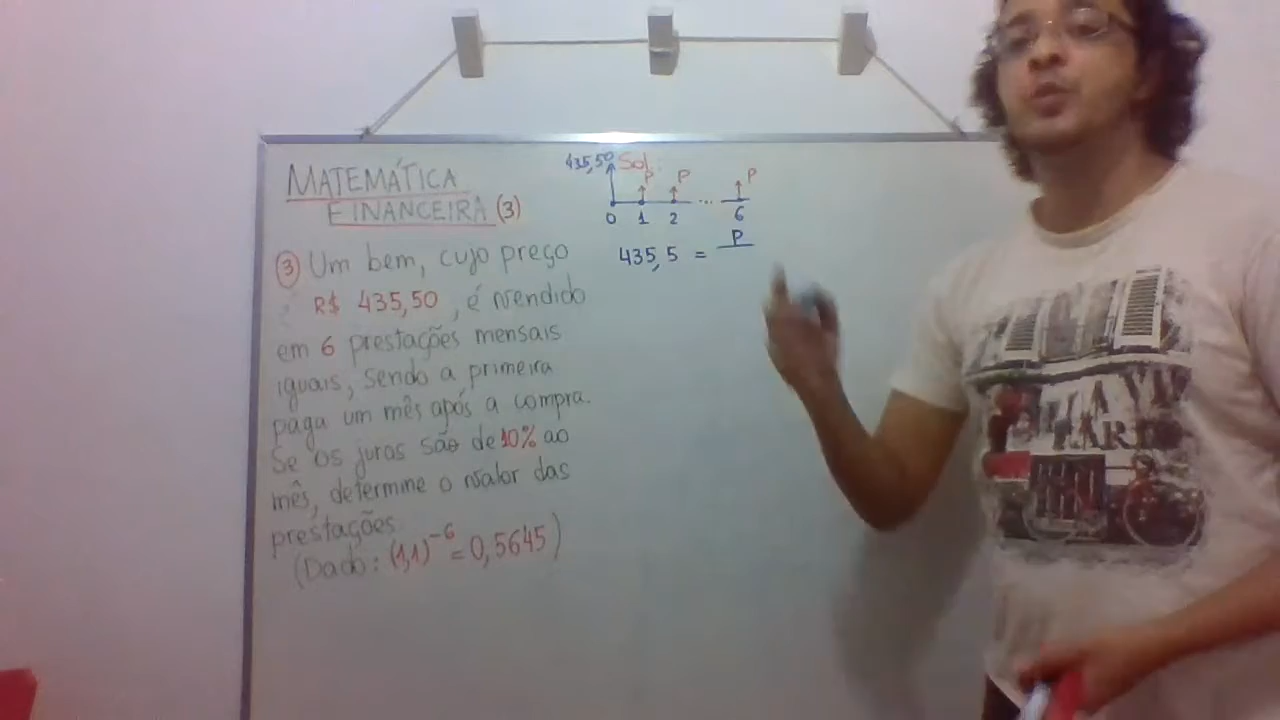 MATEMÁTICA
FINANCEIRA (3)
③ Um bem, cujo preço
é R$ 435,50, é vendido
em 6 prestações mensais
iguais, sendo a primeira
paga um mês após a compra.
Se os juros são de 10% ao
mês, determine o valor das
prestações.
(Dado: (1,1)⁻⁶ = 0,5645)
435,50 Sol:
P P P
0 1 2 ... 6
435,5 = P
PARI